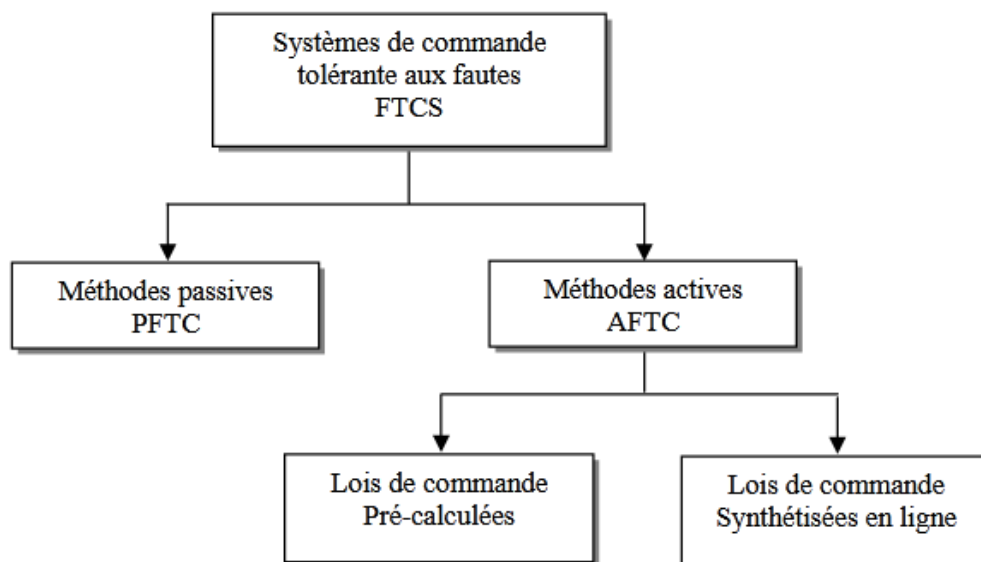 Systèmes de commande
tolérante aux fautes
FTCS
Méthodes passives
PFTC
Méthodes actives
AFTC
Lois de commande
Pré-calculées
Lois de commande
Synthétisées en ligne